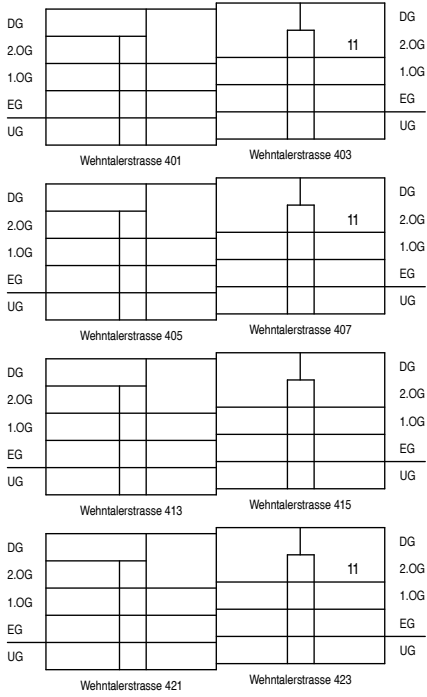 DG
DG
2.OG
11
2.OG
1.OG
1.OG
EG
EG
UG
UG
Wehntalerstrasse 401
Wehntalerstrasse 403
DG
DG
2.OG
11
2.OG
1.OG
1.OG
EG
EG
UG
UG
Wehntalerstrasse 405
Wehntalerstrasse 407
DG
DG
2.OG
2.OG
1.OG
1.OG
EG
EG
UG
UG
Wehntalerstrasse 413
Wehntalerstrasse 415
DG
DG
2.OG
11
2.OG
1.OG
1.OG
EG
EG
UG
UG
Wehntalerstrasse 421
Wehntalerstrasse 423